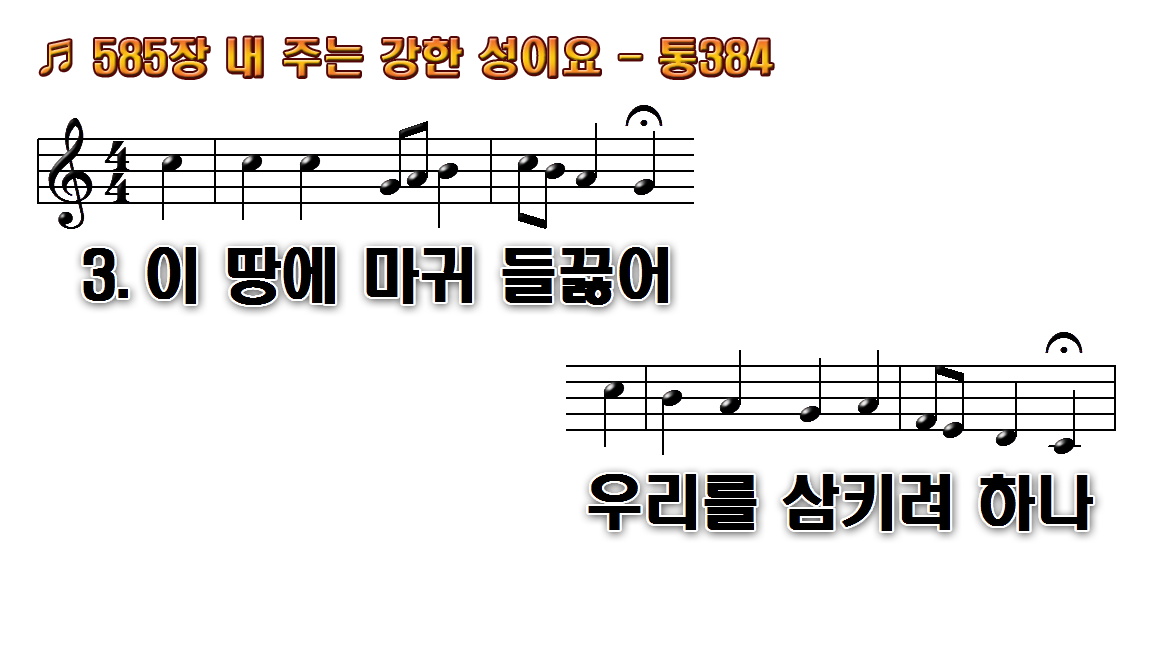 ♬ 585장 내 주는 강한 성이요 - 통384
3. 이 땅에 마귀 들끓어
우리를 삼키려 하나